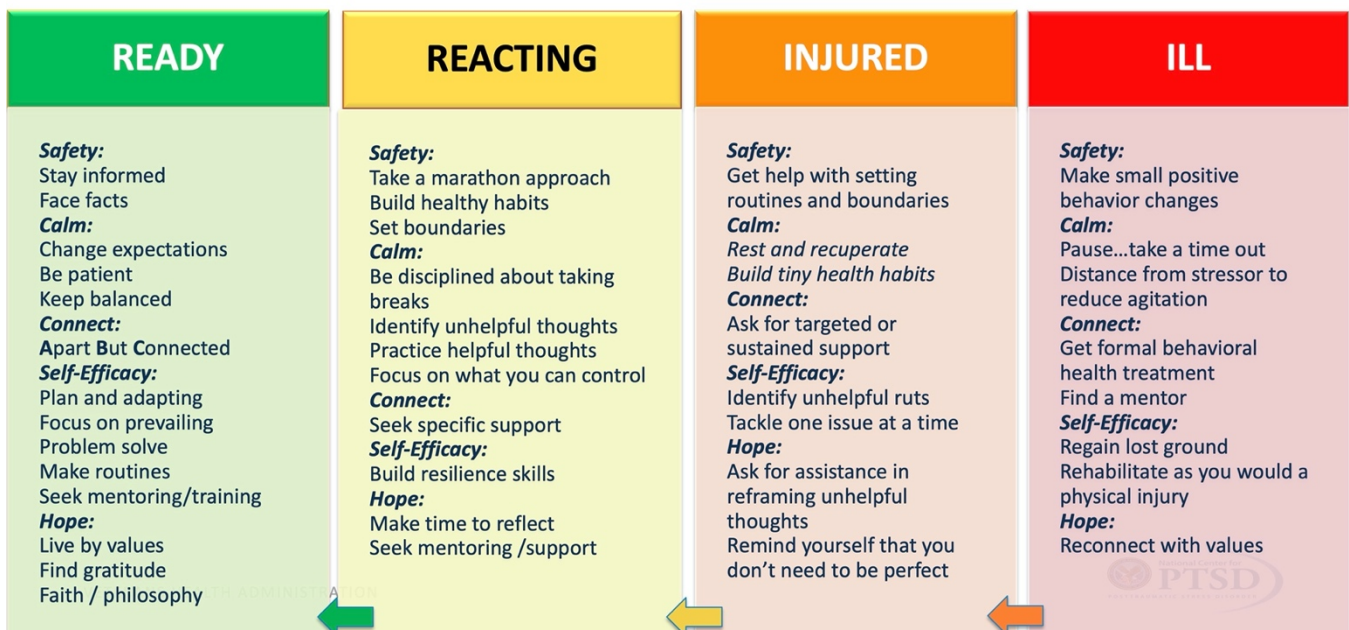 READY
Safety:
Stay informed
Face facts
Calm:
Change expectations
Be patient
Keep balanced
Connect:
Apart But Connected
Self-Efficacy:
Plan and adapting
Focus on prevailing
Problem solve
Make routines
Seek mentoring/training
Hope:
Live by values
Find gratitude
Faith / philosophy
REACTING
Safety:
Take a marathon approach
Build healthy habits
Set boundaries
Calm:
Be disciplined about taking
breaks
Identify unhelpful thoughts
Practice helpful thoughts
Focus on what you can control
Connect:
Seek specific support
Self-Efficacy:
Build resilience skills
Hope:
Make time to reflect
Seek mentoring /support
INJURED
Safety:
Get help with setting
routines and boundaries
Calm:
Rest and recuperate
Build tiny health habits
Connect:
Ask for targeted or
sustained support
Self-Efficacy:
Identify unhelpful ruts
Tackle one issue at a time
Hope:
Ask for assistance in
reframing unhelpful
thoughts
Remind yourself that you
don't need to be perfect
ILL
Safety:
Make small positive
behavior changes
Calm:
Pause...take a time out
Distance from stressor to
reduce agitation
Connect:
Get formal behavioral
health treatment
Find a mentor
Self-Efficacy:
Regain lost ground
Rehabilitate as you would a
physical injury
Hope:
Reconnect with values
ADMINISTRATION
National Center for
PTSD